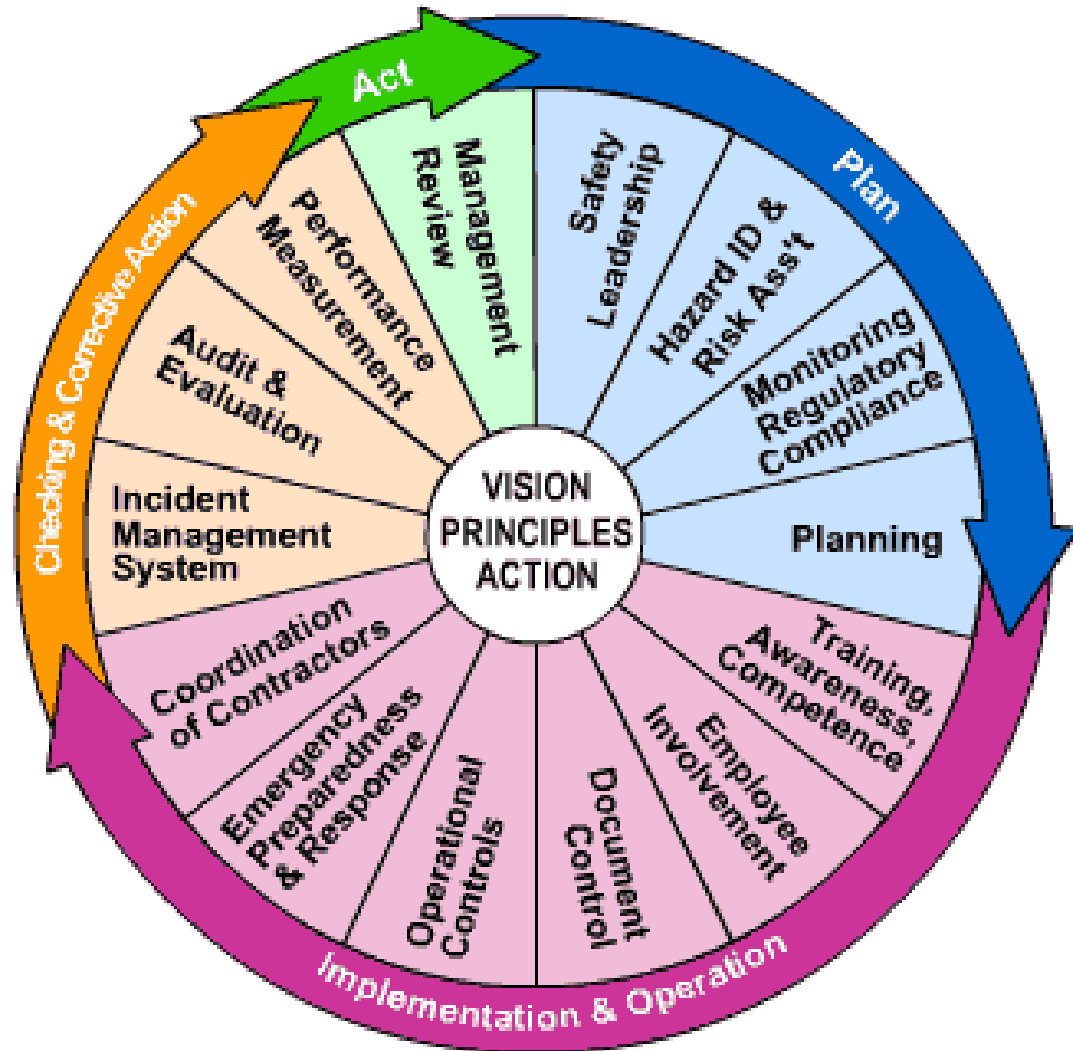 Act
Plan
Implementation & Operation
Checking & Corrective Action
Safety
Leadership
Hazard ID &
Risk Ass't
Monitoring
Regulatory
Compliance
Planning
Training,
Awareness,
Competence
Employee
Involvement
Document
Control
Operational
Controls
Emergency
Preparedness
& Response
Coordination
of Contractors
Incident
Management
System
Audit &
Evaluation
Performance
Measurement
Management
Review
VISION
PRINCIPLES
ACTION